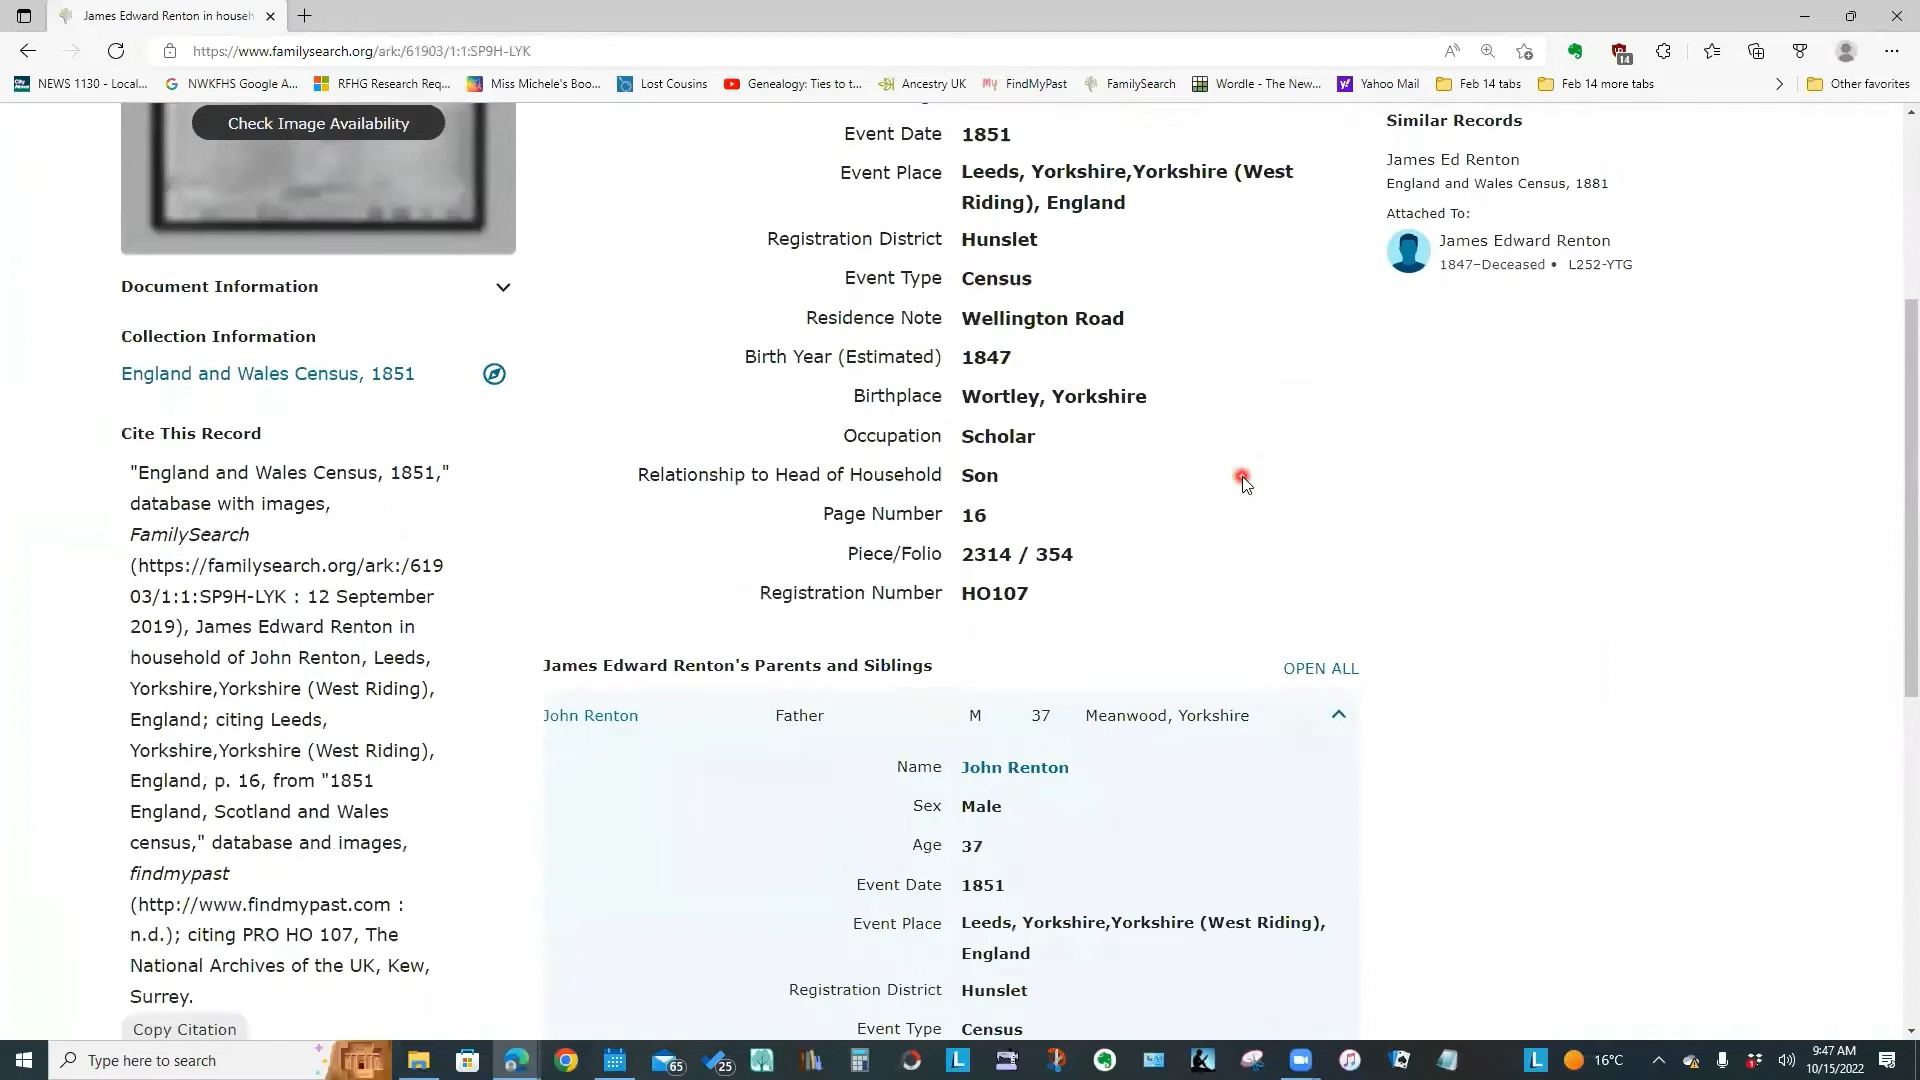 James Edward Renton in househ
https://www.familysearch.org/ark:/61903/1:1:SP9H-LYK
14
NEWS 1130 - Local...
NWKFHS Google A...
RFHG Research Req...
Miss Michele's Boo...
Lost Cousins
Genealogy: Ties to t...
Ancestry UK
FindMyPast
FamilySearch
Wordle - The New...
Yahoo Mail
Feb 14 tabs
Feb 14 more tabs
Other favorites
Check Image Availability
Document Information
Collection Information
England and Wales Census, 1851
Cite This Record
"England and Wales Census, 1851,"
database with images,
FamilySearch
(https://familysearch.org/ark:/619
03/1:1:SP9H-LYK : 12 September
2019), James Edward Renton in
household of John Renton, Leeds,
Yorkshire,Yorkshire (West Riding),
England; citing Leeds,
Yorkshire,Yorkshire (West Riding),
England, p. 16, from "1851
England, Scotland and Wales
census," database and images,
findmypast
(http://www.findmypast.com :
n.d.); citing PRO HO 107, The
National Archives of the UK, Kew,
Surrey.
Copy Citation
Event Date 1851
Event Place Leeds, Yorkshire,Yorkshire (West
Riding), England
Registration District Hunslet
Event Type Census
Residence Note Wellington Road
Birth Year (Estimated) 1847
Birthplace Wortley, Yorkshire
Occupation Scholar
Relationship to Head of Household Son
Page Number 16
Piece/Folio 2314 / 354
Registration Number HO107
James Edward Renton's Parents and Siblings OPEN ALL
John Renton Father M 37 Meanwood, Yorkshire
Name John Renton
Sex Male
Age 37
Event Date 1851
Event Place Leeds, Yorkshire,Yorkshire (West Riding),
England
Registration District Hunslet
Event Type Census
Similar Records
James Ed Renton
England and Wales Census, 1881
Attached To:
James Edward Renton
1847–Deceased • L252-YTG
Type here to search
65
25
16°C
9:47 AM
10/15/2022